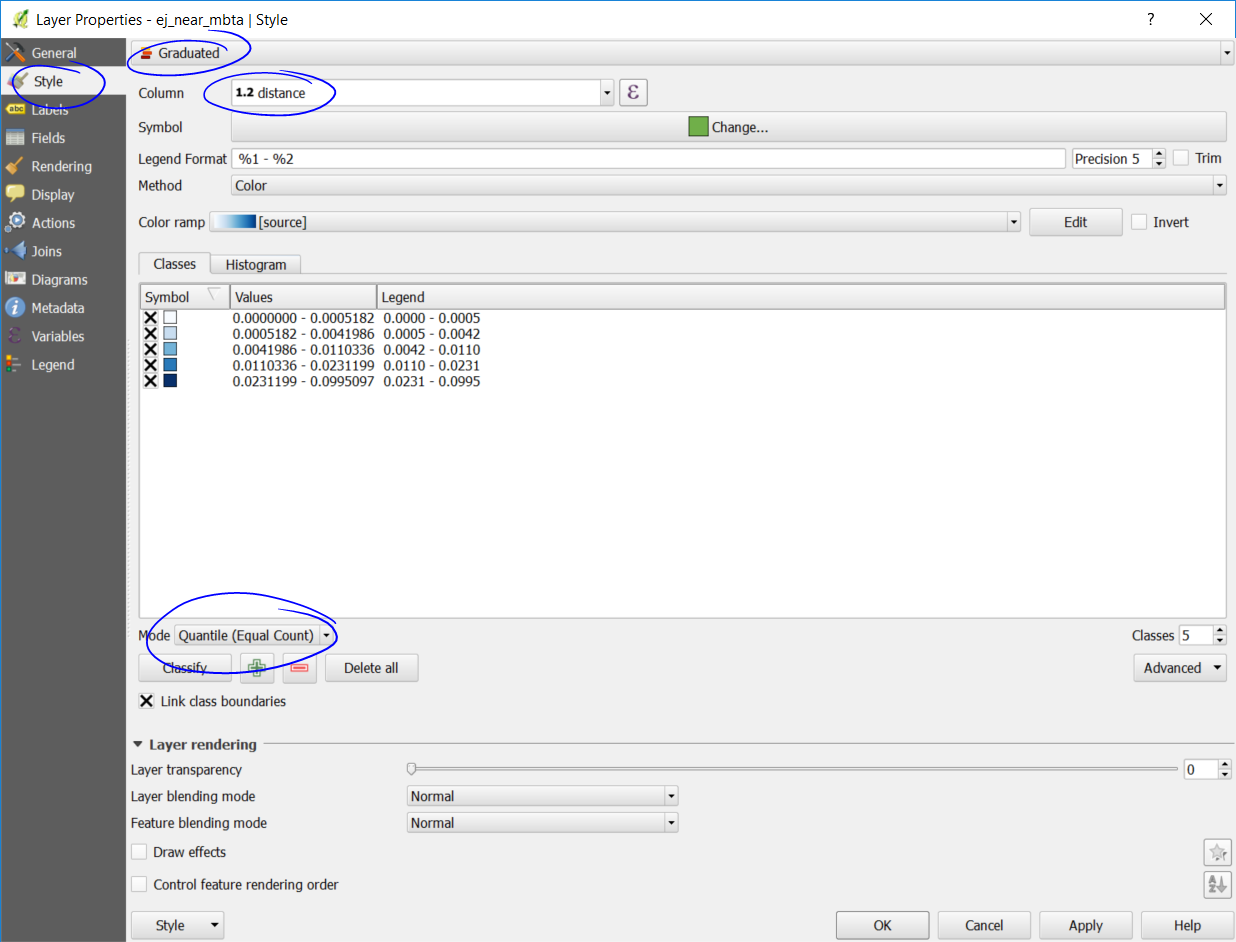 Layer Properties - ej_near_mbta | Style
?
General
Style
abc Labels
Fields
Rendering
Display
Actions
Joins
Diagrams
Metadata
Variables
Legend
Graduated
Column 1.2 distance ε
Symbol Change...
Legend Format %1 - %2 Precision 5 Trim
Method Color
Color ramp [source] Edit Invert
Classes Histogram
Symbol Values Legend
0.0000000 - 0.0005182 0.0000 - 0.0005
0.0005182 - 0.0041986 0.0005 - 0.0042
0.0041986 - 0.0110336 0.0042 - 0.0110
0.0110336 - 0.0231199 0.0110 - 0.0231
0.0231199 - 0.0995097 0.0231 - 0.0995
Mode Quantile (Equal Count) Classes 5
Classify Delete all Advanced
Link class boundaries
Layer rendering
Layer transparency 0
Layer blending mode Normal
Feature blending mode Normal
Draw effects
Control feature rendering order
Style OK Cancel Apply Help